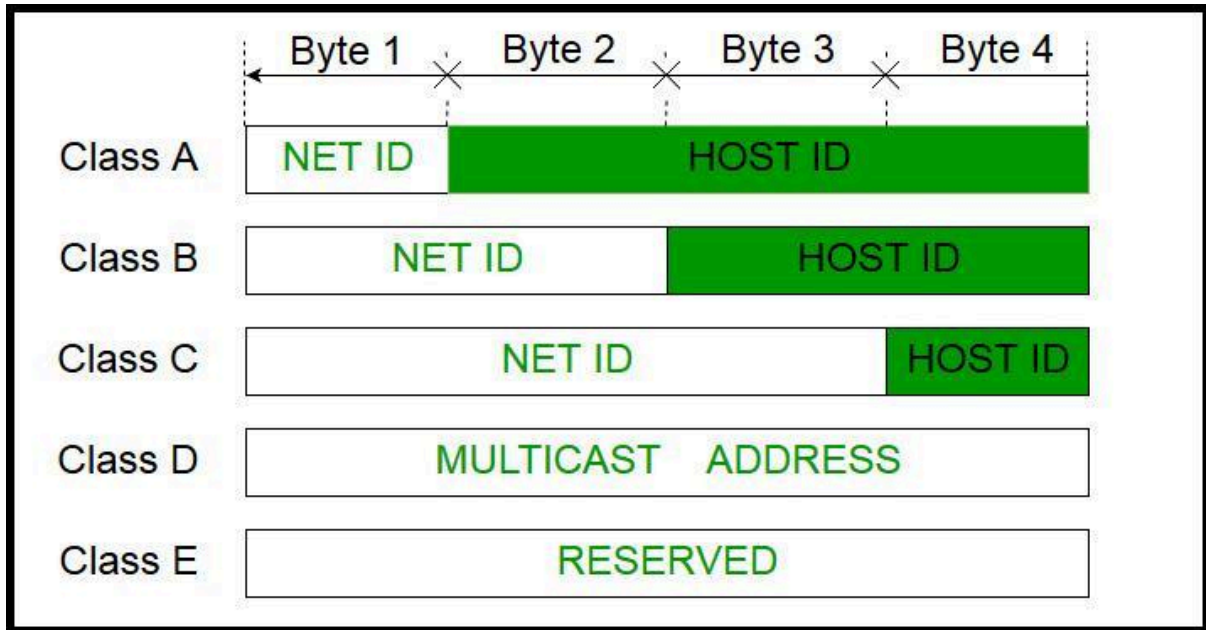 Byte 1 Byte 2 Byte 3 Byte 4
Class A NET ID HOST ID
Class B NET ID HOST ID
Class C NET ID HOST ID
Class D MULTICAST ADDRESS
Class E RESERVED